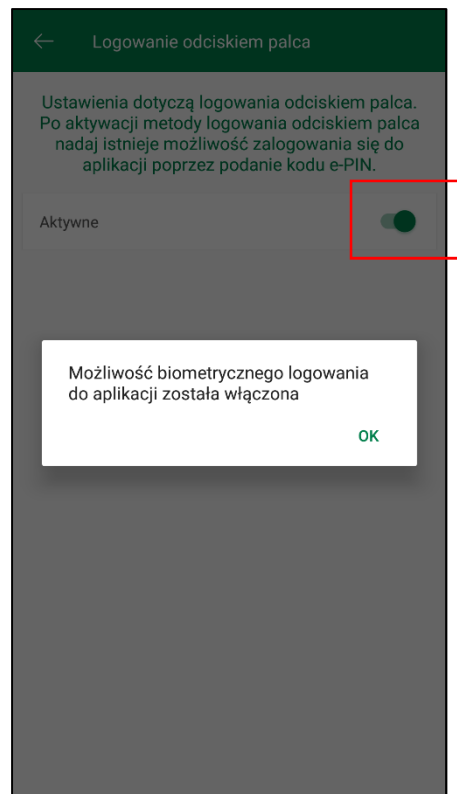 Logowanie odciskiem palca
Ustawienia dotyczą logowania odciskiem palca.
Po aktywacji metody logowania odciskiem palca
nadaj istnieje możliwość zalogowania się do
aplikacji poprzez podanie kodu e-PIN.
Aktywne
Możliwość biometrycznego logowania
do aplikacji została włączona
OK